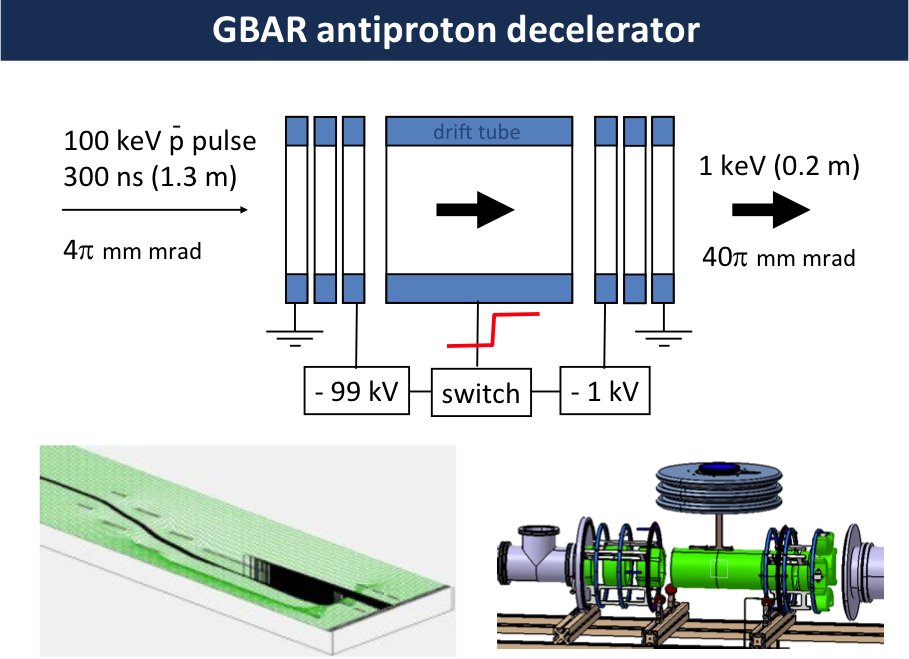 GBAR antiproton decelerator
100 keV p̄ pulse
300 ns (1.3 m)
4π mm mrad
drift tube
1 keV (0.2 m)
40π mm mrad
- 99 kV
switch
- 1 kV